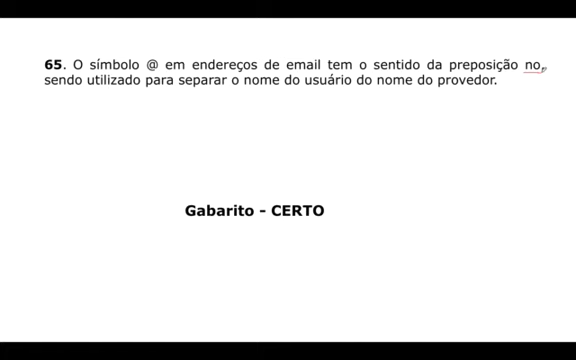 65. O símbolo @ em endereços de email tem o sentido da preposição no,
sendo utilizado para separar o nome do usuário do nome do provedor.
Gabarito - CERTO